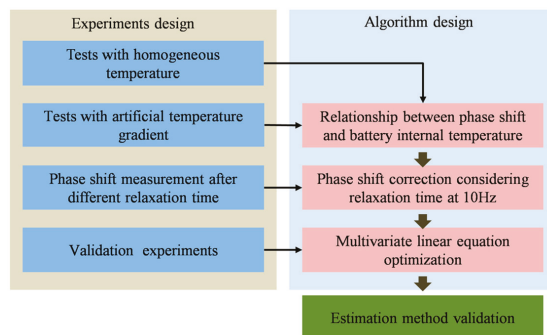 Experiments design
Algorithm design
Tests with homogeneous
temperature
Tests with artificial temperature
gradient
Relationship between phase shift
and battery internal temperature
Phase shift measurement after
different relaxation time
Phase shift correction considering
relaxation time at 10Hz
Validation experiments
Multivariate linear equation
optimization
Estimation method validation